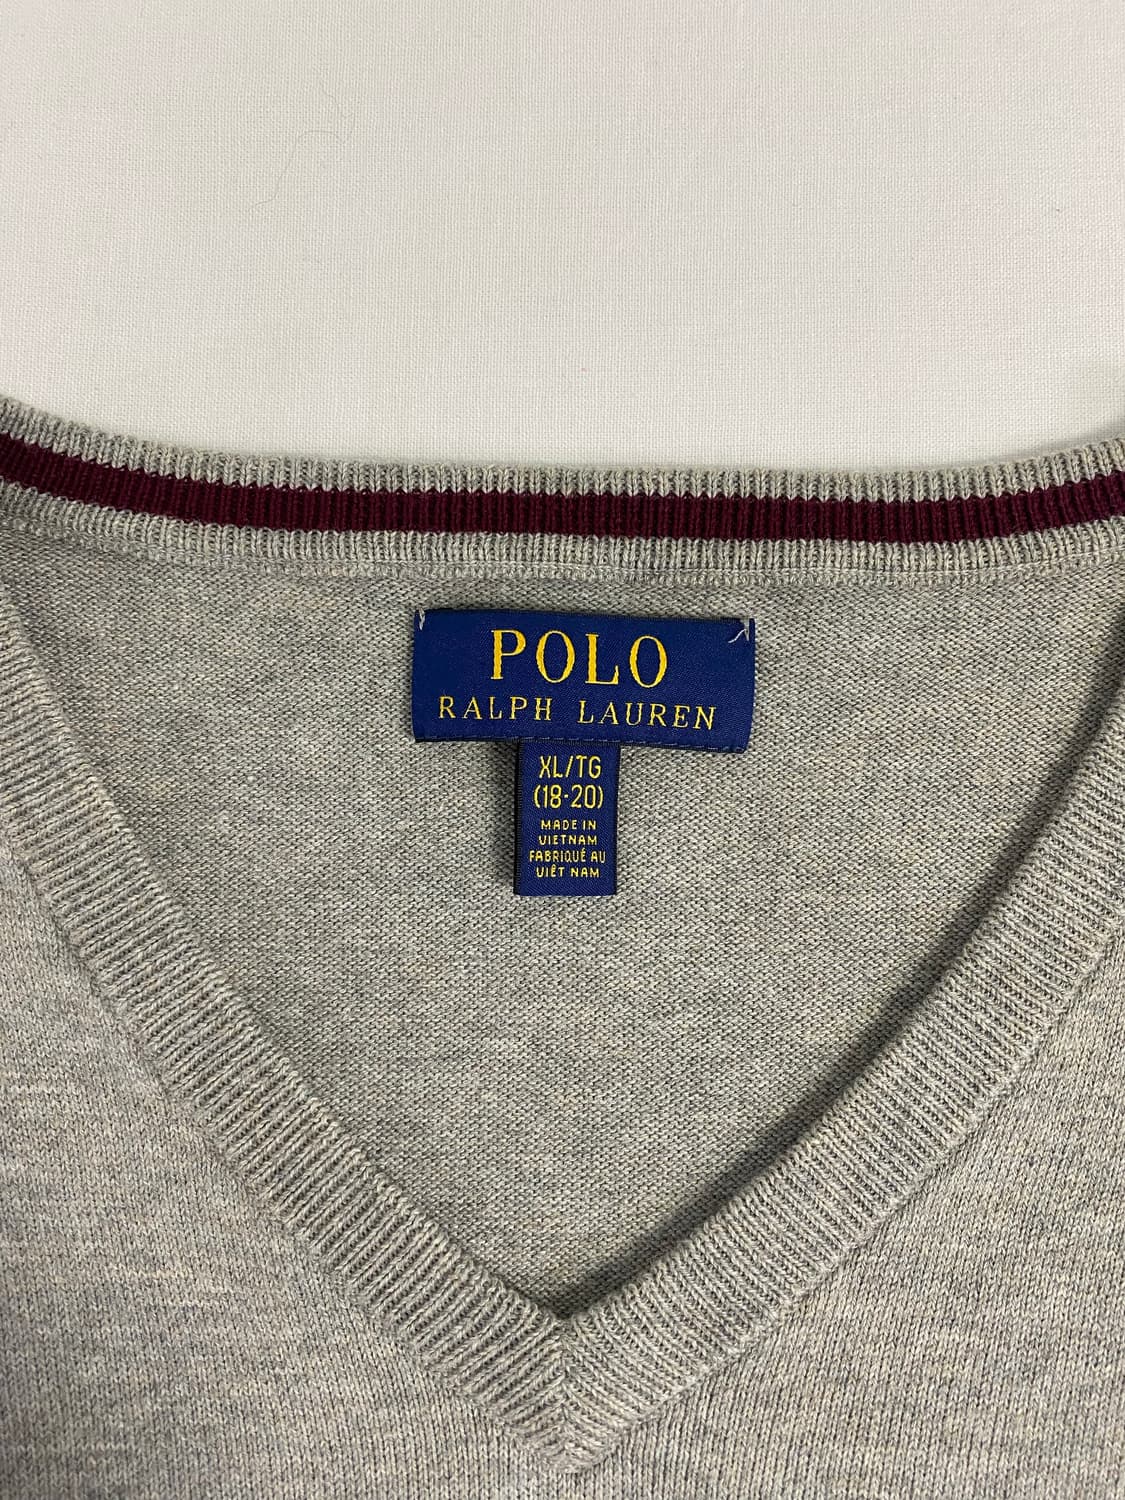 POLO
RALPH LAUREN
XL/TG
(18-20)
MADE IN
VIETNAM
FABRIQUÉ AU
VIÊT NAM